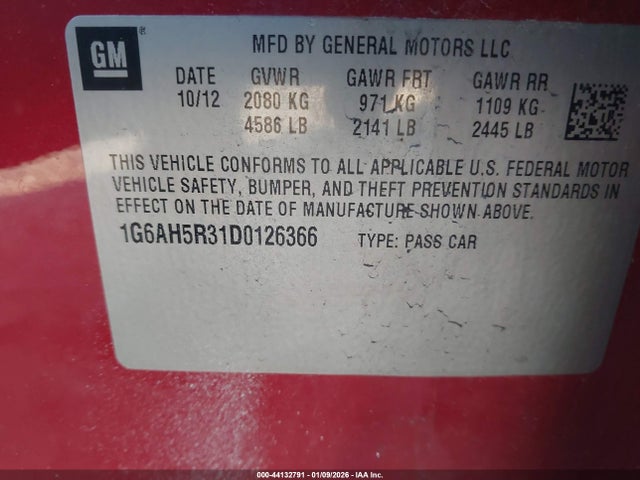 GM
MFD BY GENERAL MOTORS LLC
DATE GVWR GAWR FRT GAWR RR
10/12 2080 KG 971 KG 1109 KG
4586 LB 2141 LB 2445 LB
THIS VEHICLE CONFORMS TO ALL APPLICABLE U.S. FEDERAL MOTOR
VEHICLE SAFETY, BUMPER, AND THEFT PREVENTION STANDARDS IN
EFFECT ON THE DATE OF MANUFACTURE SHOWN ABOVE.
1G6AH5R31D0126366 TYPE: PASS CAR
000-44132791 - 01/09/2026 - IAA Inc.